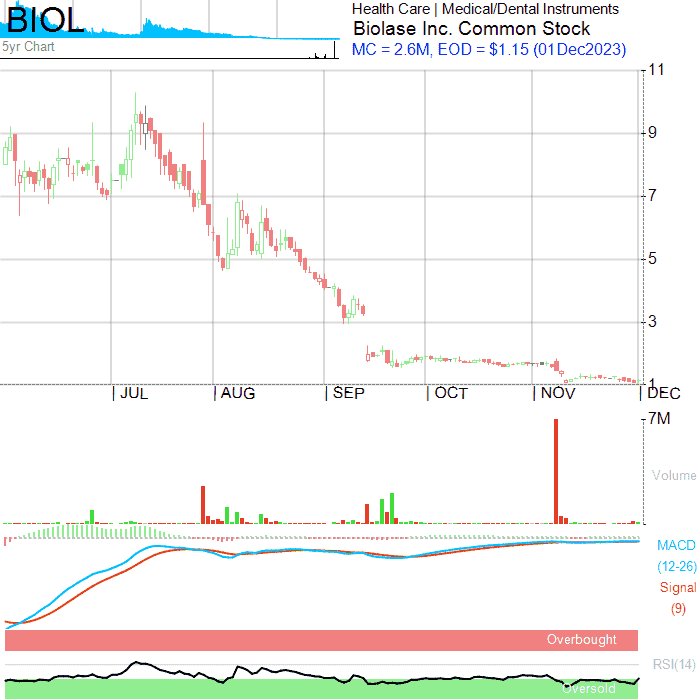 BIOL
5yr Chart
Health Care | Medical/Dental Instruments
Biolase Inc. Common Stock
MC = 2.6M, EOD = $1.15 (01Dec2023)
11
9
7
5
3
1
JUL AUG SEP OCT NOV DEC
7M
Volume
MACD
(12-26)
Signal
(9)
Overbought
RSI(14)
Oversold